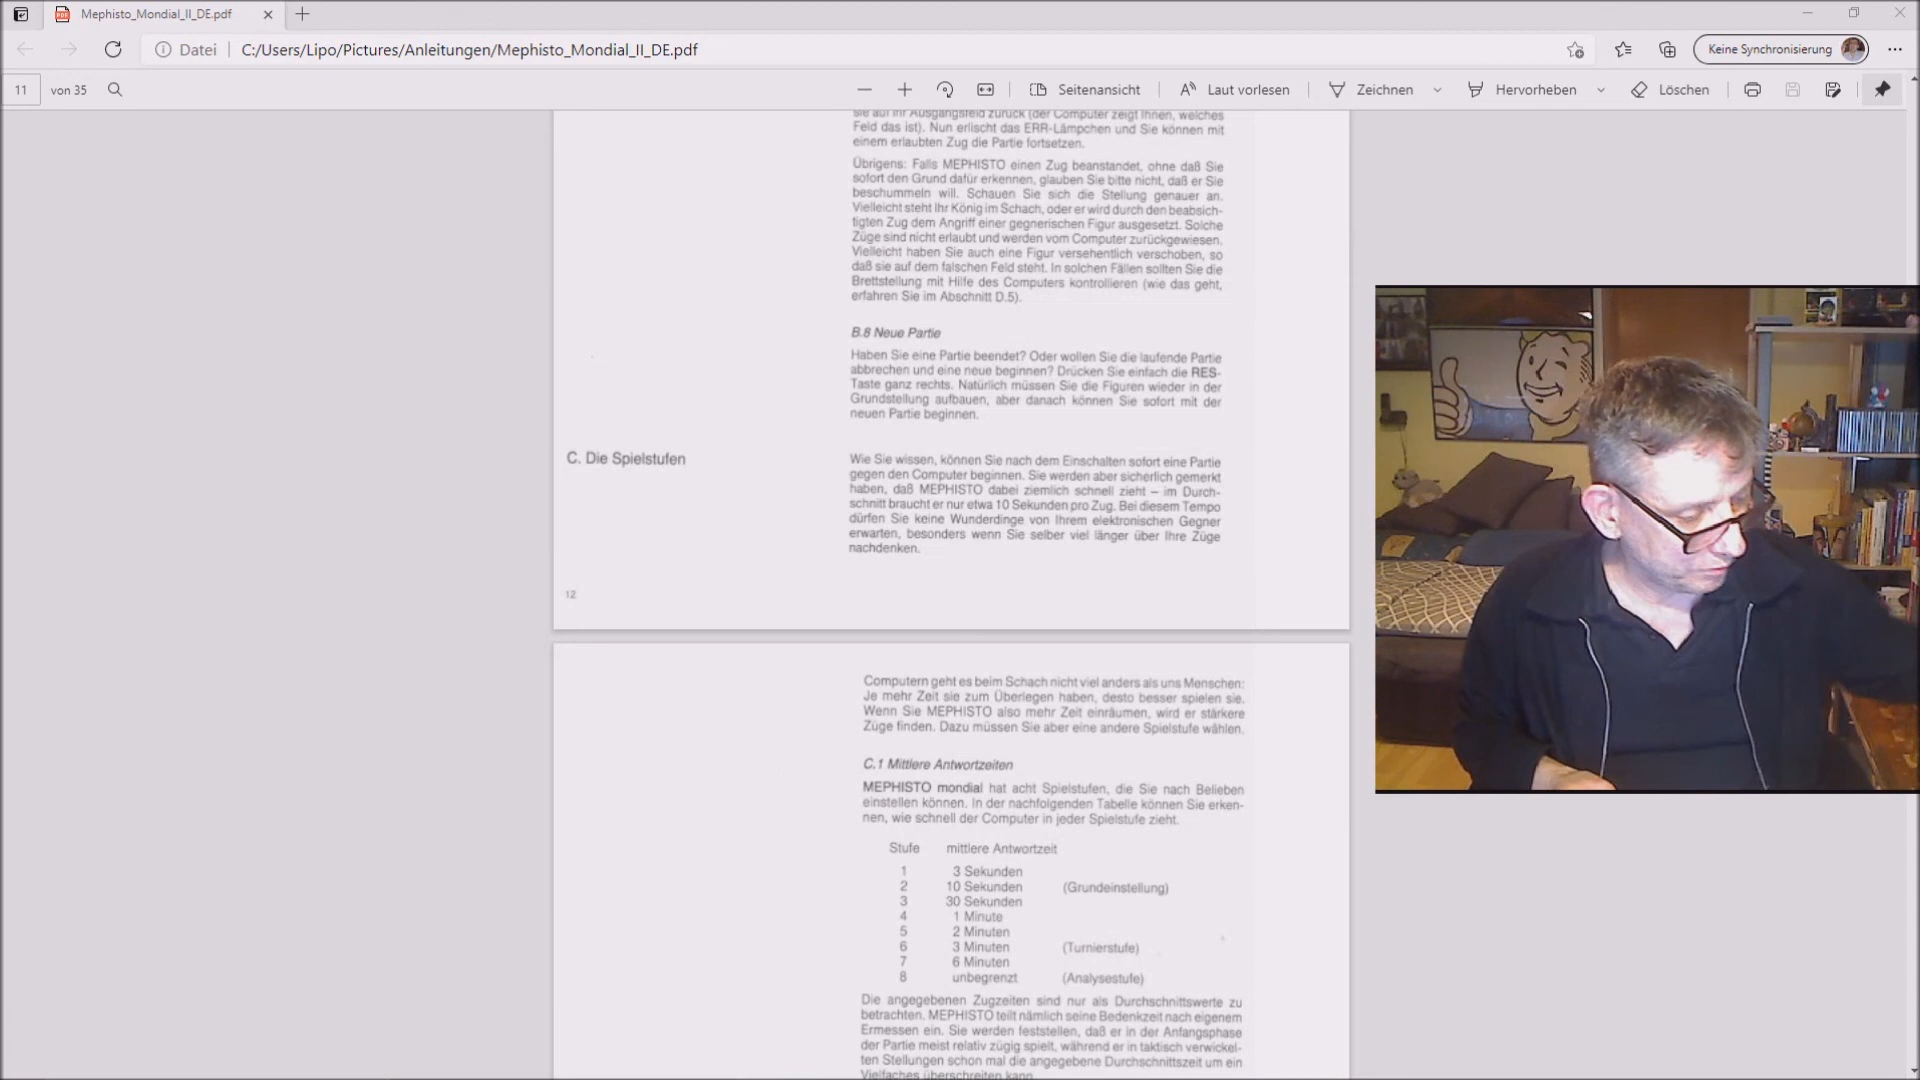 Mephisto_Mondial_II_DE.pdf
Datei
C:/Users/Lipo/Pictures/Anleitungen/Mephisto_Mondial_II_DE.pdf
Keine Synchronisierung
11 von 35
Seitenansicht
Laut vorlesen
Zeichnen
Hervorheben
Löschen
sie auf ihr Ausgangsfeld zurück (der Computer zeigt Ihnen, welches
Feld das ist). Nun erlischt das ERR-Lämpchen und Sie können mit
einem erlaubten Zug die Partie fortsetzen.
Übrigens: Falls MEPHISTO einen Zug beanstandet, ohne daß Sie
sofort den Grund dafür erkennen, glauben Sie bitte nicht, daß er Sie
beschummeln will. Schauen Sie sich die Stellung genauer an.
Vielleicht steht Ihr König im Schach, oder er wird durch den beabsich-
tigten Zug dem Angriff einer gegnerischen Figur ausgesetzt. Solche
Züge sind nicht erlaubt und werden vom Computer zurückgewiesen.
Vielleicht haben Sie auch eine Figur versehentlich verschoben, so
daß sie auf dem falschen Feld steht. In solchen Fällen sollten Sie die
Brettstellung mit Hilfe des Computers kontrollieren (wie das geht,
erfahren Sie im Abschnitt D.5).
B.8 Neue Partie
Haben Sie eine Partie beendet? Oder wollen Sie die laufende Partie
abbrechen und eine neue beginnen? Drücken Sie einfach die RES-
Taste ganz rechts. Natürlich müssen Sie die Figuren wieder in der
Grundstellung aufbauen, aber danach können Sie sofort mit der
neuen Partie beginnen.
C. Die Spielstufen
Wie Sie wissen, können Sie nach dem Einschalten sofort eine Partie
gegen den Computer beginnen. Sie werden aber sicherlich gemerkt
haben, daß MEPHISTO dabei ziemlich schnell zieht – im Durch-
schnitt braucht er nur etwa 10 Sekunden pro Zug. Bei diesem Tempo
dürfen Sie keine Wunderdinge von Ihrem elektronischen Gegner
erwarten, besonders wenn Sie selber viel länger über Ihre Züge
nachdenken.
12
Computern geht es beim Schach nicht viel anders als uns Menschen:
Je mehr Zeit sie zum Überlegen haben, desto besser spielen sie.
Wenn Sie MEPHISTO also mehr Zeit einräumen, wird er stärkere
Züge finden. Dazu müssen Sie aber eine andere Spielstufe wählen.
C.1 Mittlere Antwortzeiten
MEPHISTO mondial hat acht Spielstufen, die Sie nach Belieben
einstellen können. In der nachfolgenden Tabelle können Sie erken-
nen, wie schnell der Computer in jeder Spielstufe zieht.
Stufe mittlere Antwortzeit
1 3 Sekunden
2 10 Sekunden (Grundeinstellung)
3 30 Sekunden
4 1 Minute
5 2 Minuten
6 3 Minuten (Turnierstufe)
7 6 Minuten
8 unbegrenzt (Analysestufe)
Die angegebenen Zugzeiten sind nur als Durchschnittswerte zu
betrachten. MEPHISTO teilt nämlich seine Bedenkzeit nach eigenem
Ermessen ein. Sie werden feststellen, daß er in der Anfangsphase
der Partie meist relativ zügig spielt, während er in taktisch verwickel-
ten Stellungen schon mal die angegebene Durchschnittszeit um ein
Vielfaches überschreiten kann.